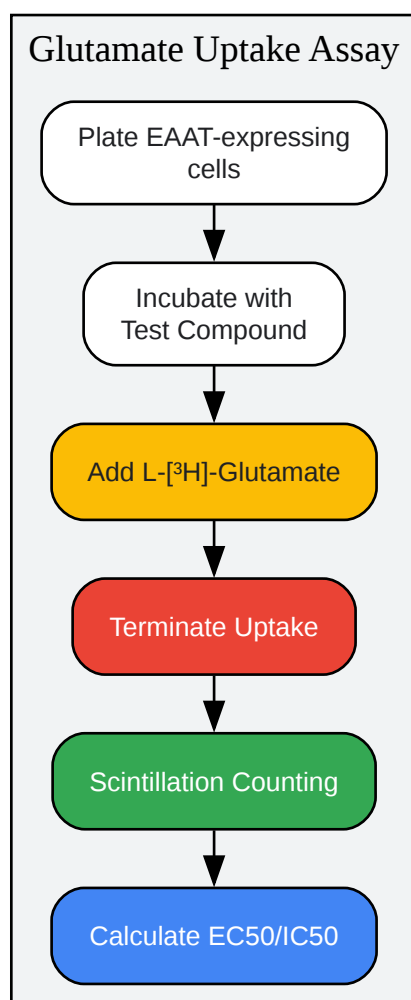 Glutamate Uptake Assay
Plate EAAT-expressing
cells
Incubate with
Test Compound
Add L-[³H]-Glutamate
Terminate Uptake
Scintillation Counting
Calculate EC50/IC50